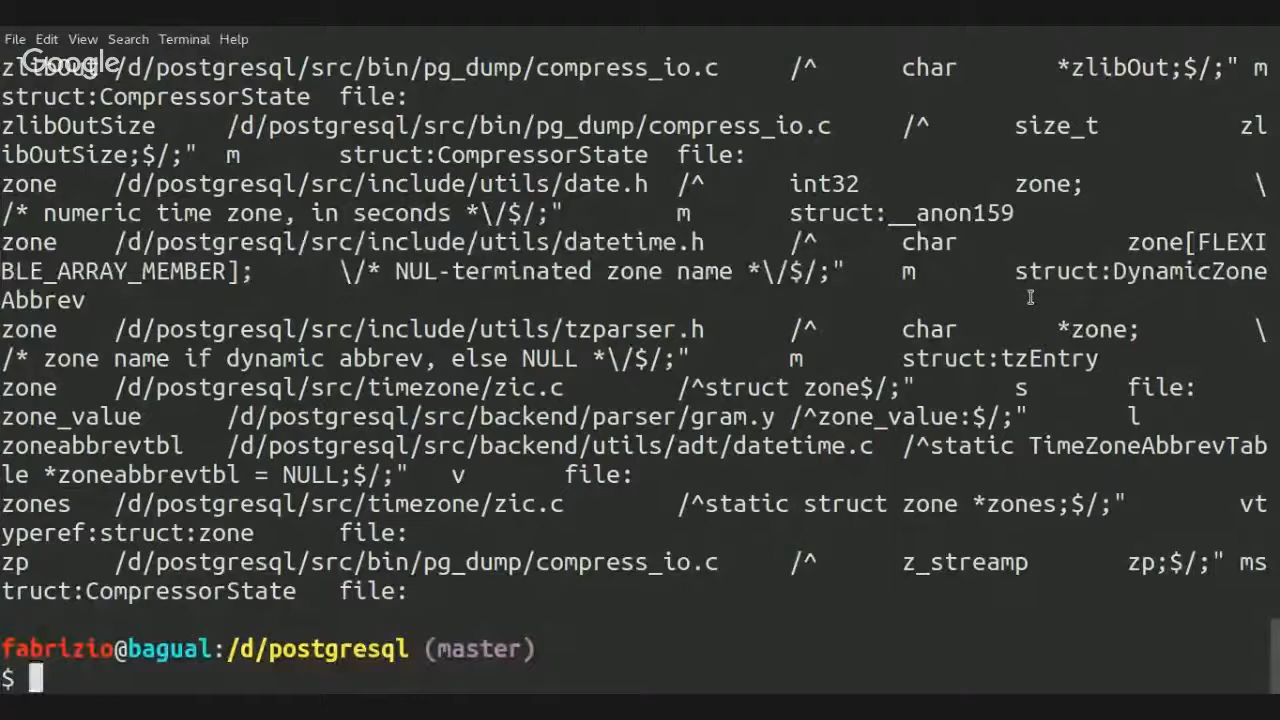 File Edit View Search Terminal Help
Google
zlibOut /d/postgresql/src/bin/pg_dump/compress_io.c /^ char *zlibOut;$/;" m
struct:CompressorState file:
zlibOutSize /d/postgresql/src/bin/pg_dump/compress_io.c /^ size_t zl
ibOutSize;$/;" m struct:CompressorState file:
zone /d/postgresql/src/include/utils/date.h /^ int32 zone; \
/* numeric time zone, in seconds *\/$/;" m struct:__anon159
zone /d/postgresql/src/include/utils/datetime.h /^ char zone[FLEXI
BLE_ARRAY_MEMBER]; \/* NUL-terminated zone name *\/$/;" m struct:DynamicZone
Abbrev
zone /d/postgresql/src/include/utils/tzparser.h /^ char *zone; \
/* zone name if dynamic abbrev, else NULL *\/$/;" m struct:tzEntry
zone /d/postgresql/src/timezone/zic.c /^struct zone$/;" s file:
zone_value /d/postgresql/src/backend/parser/gram.y /^zone_value:$/;" l
zoneabbrevtbl /d/postgresql/src/backend/utils/adt/datetime.c /^static TimeZoneAbbrevTab
le *zoneabbrevtbl = NULL;$/;" v file:
zones /d/postgresql/src/timezone/zic.c /^static struct zone *zones;$/;" vt
yperef:struct:zone file:
zp /d/postgresql/src/bin/pg_dump/compress_io.c /^ z_streamp zp;$/;" ms
truct:CompressorState file:
fabrizio@bagual:/d/postgresql (master)
$